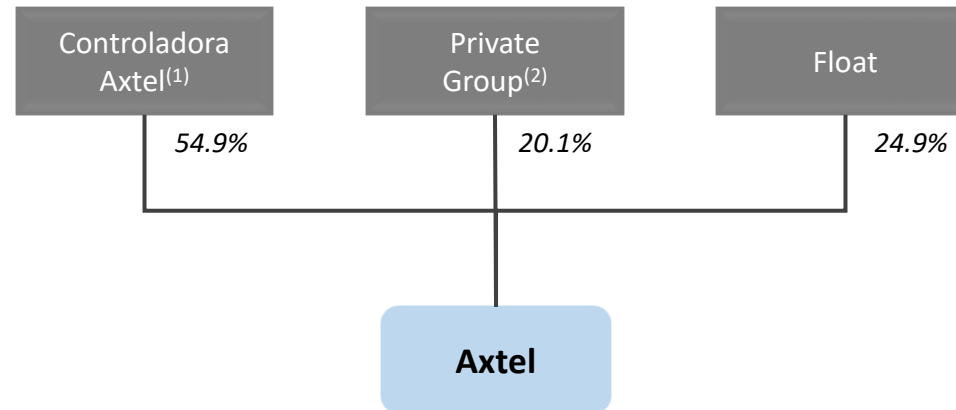 Controladora
Axtel(1)
Private
Group(2)
Float
54.9%
20.1%
24.9%
Axtel